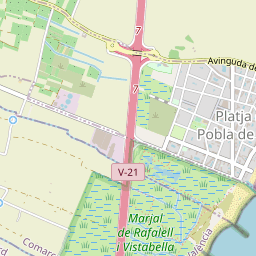 7
Avinguda de
7
Platja
Pobla de
V-21
Marjal
de Rafalell
i Vistabella
València
Comarc